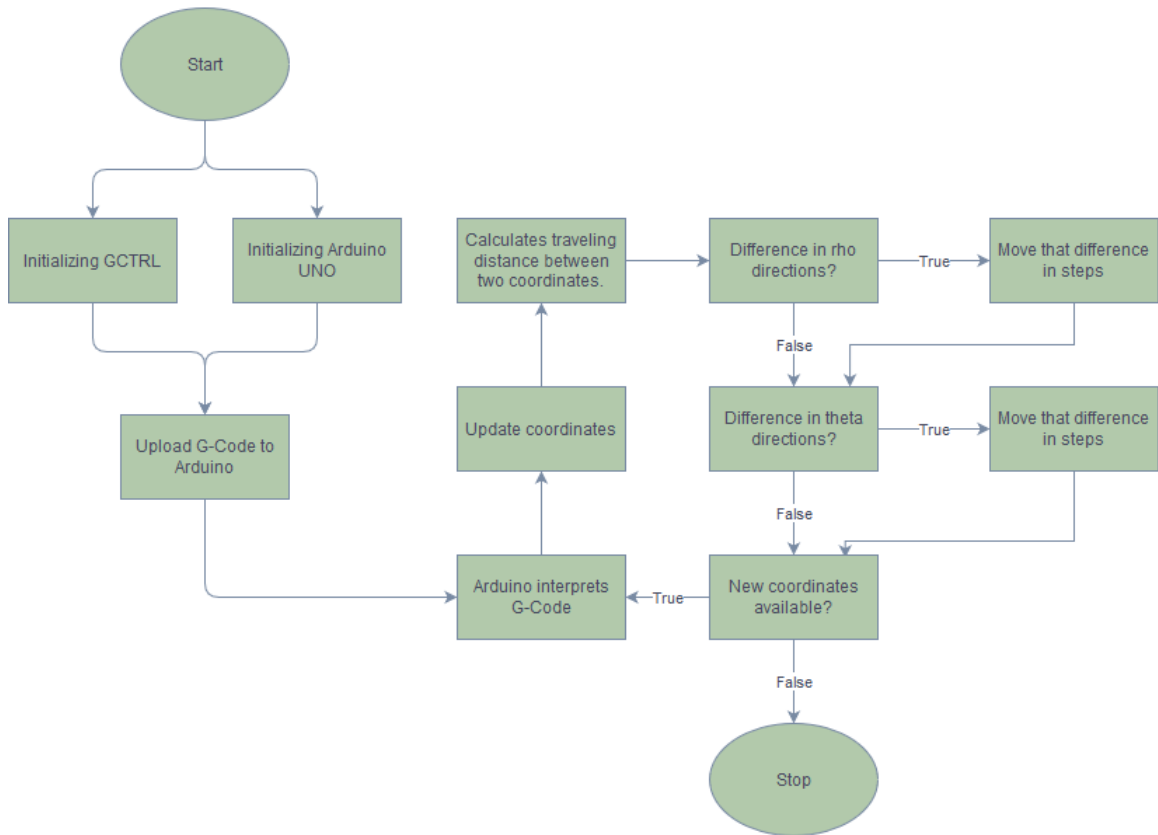 Start
Initializing GCTRL
Initializing Arduino
UNO
Upload G-Code to
Arduino
Calculates traveling
distance between
two coordinates.
Update coordinates
Arduino interprets
G-Code
Difference in rho
directions?
True
Move that difference
in steps
False
Difference in theta
directions?
True
Move that difference
in steps
False
New coordinates
available?
True
False
Stop